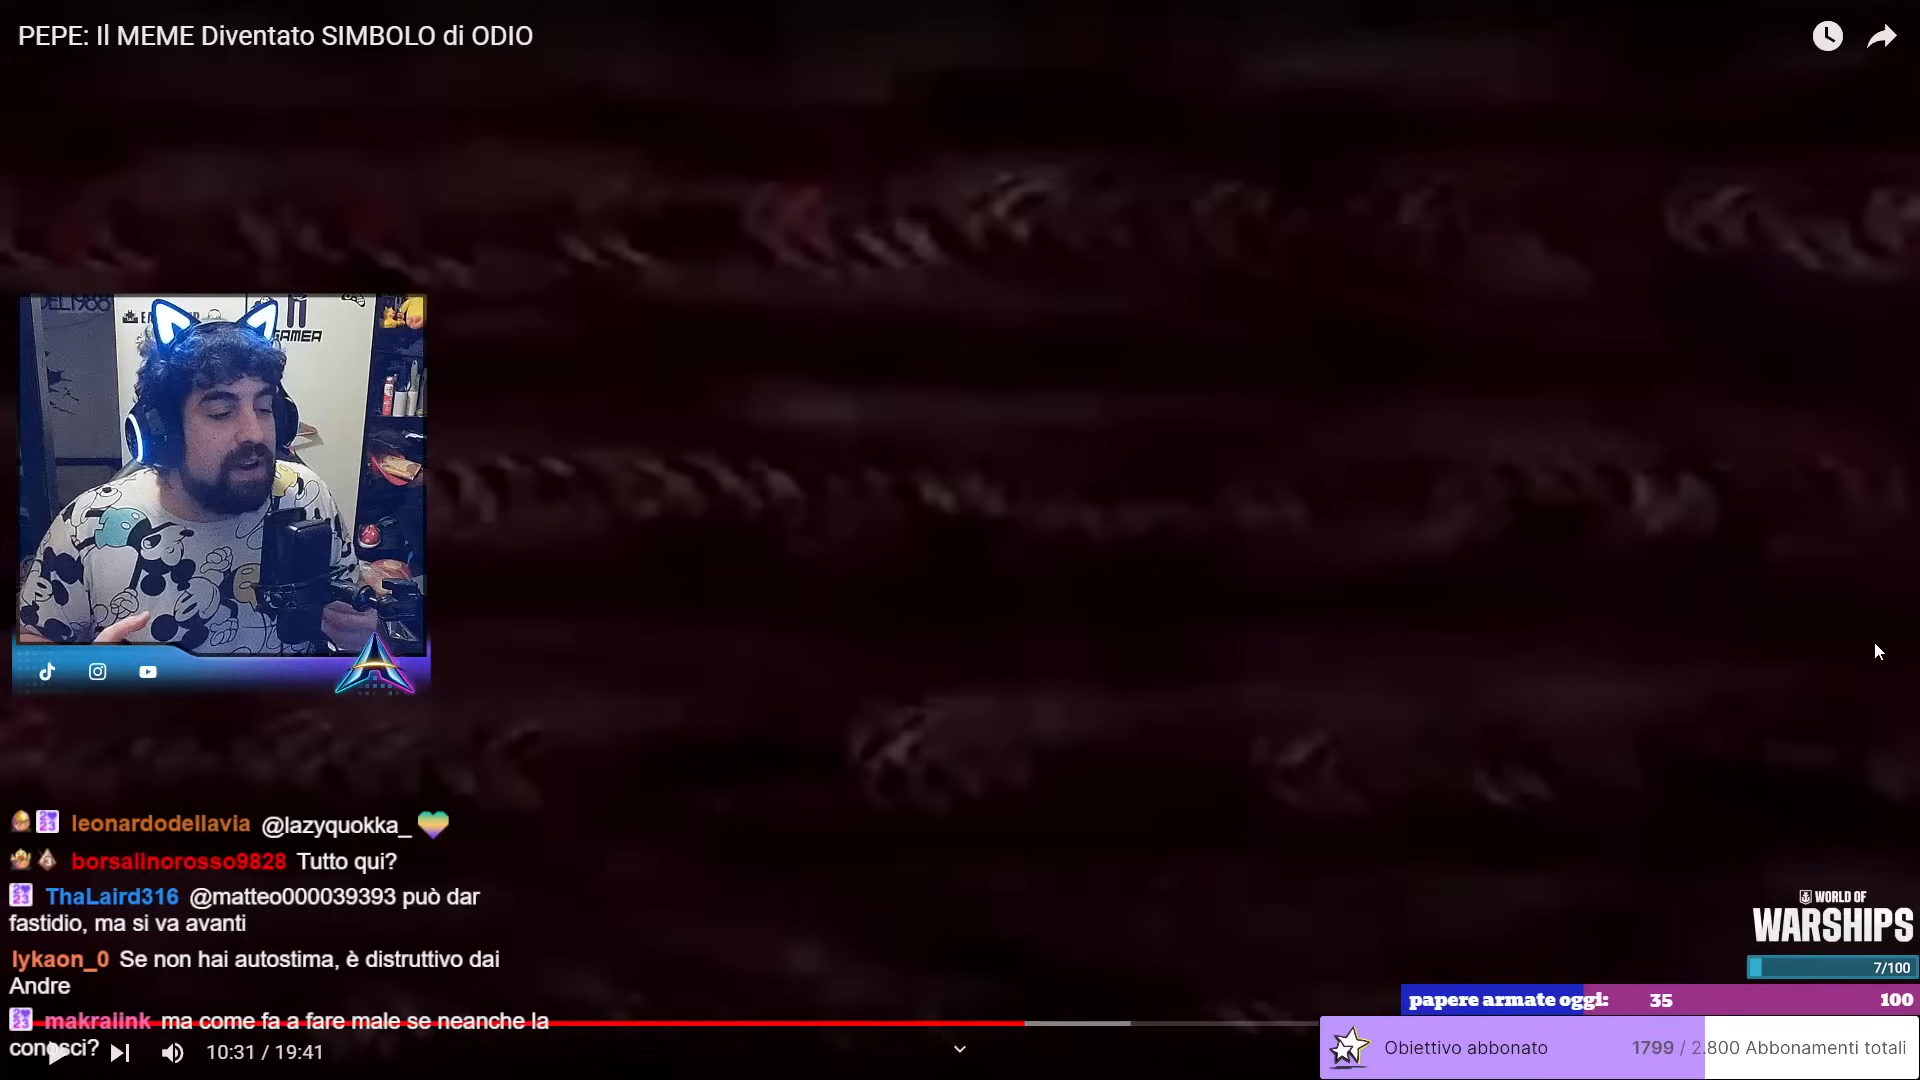 PEPE: Il MEME Diventato SIMBOLO di ODIO
GAMER
leonardodellavia @lazyquokka_
borsalinorosso9828 Tutto qui?
ThaLaird316 @matteo000039393 può dar
fastidio, ma si va avanti
lykaon_0 Se non hai autostima, è distruttivo dai
Andre
makraiink ma come fa a fare male se neanche la
conosci?
10:31 / 19:41
WORLD OF
WARSHIPS
7/100
papere armate oggi: 35 100
Obiettivo abbonato 1799 / 2.800 Abbonamenti totali